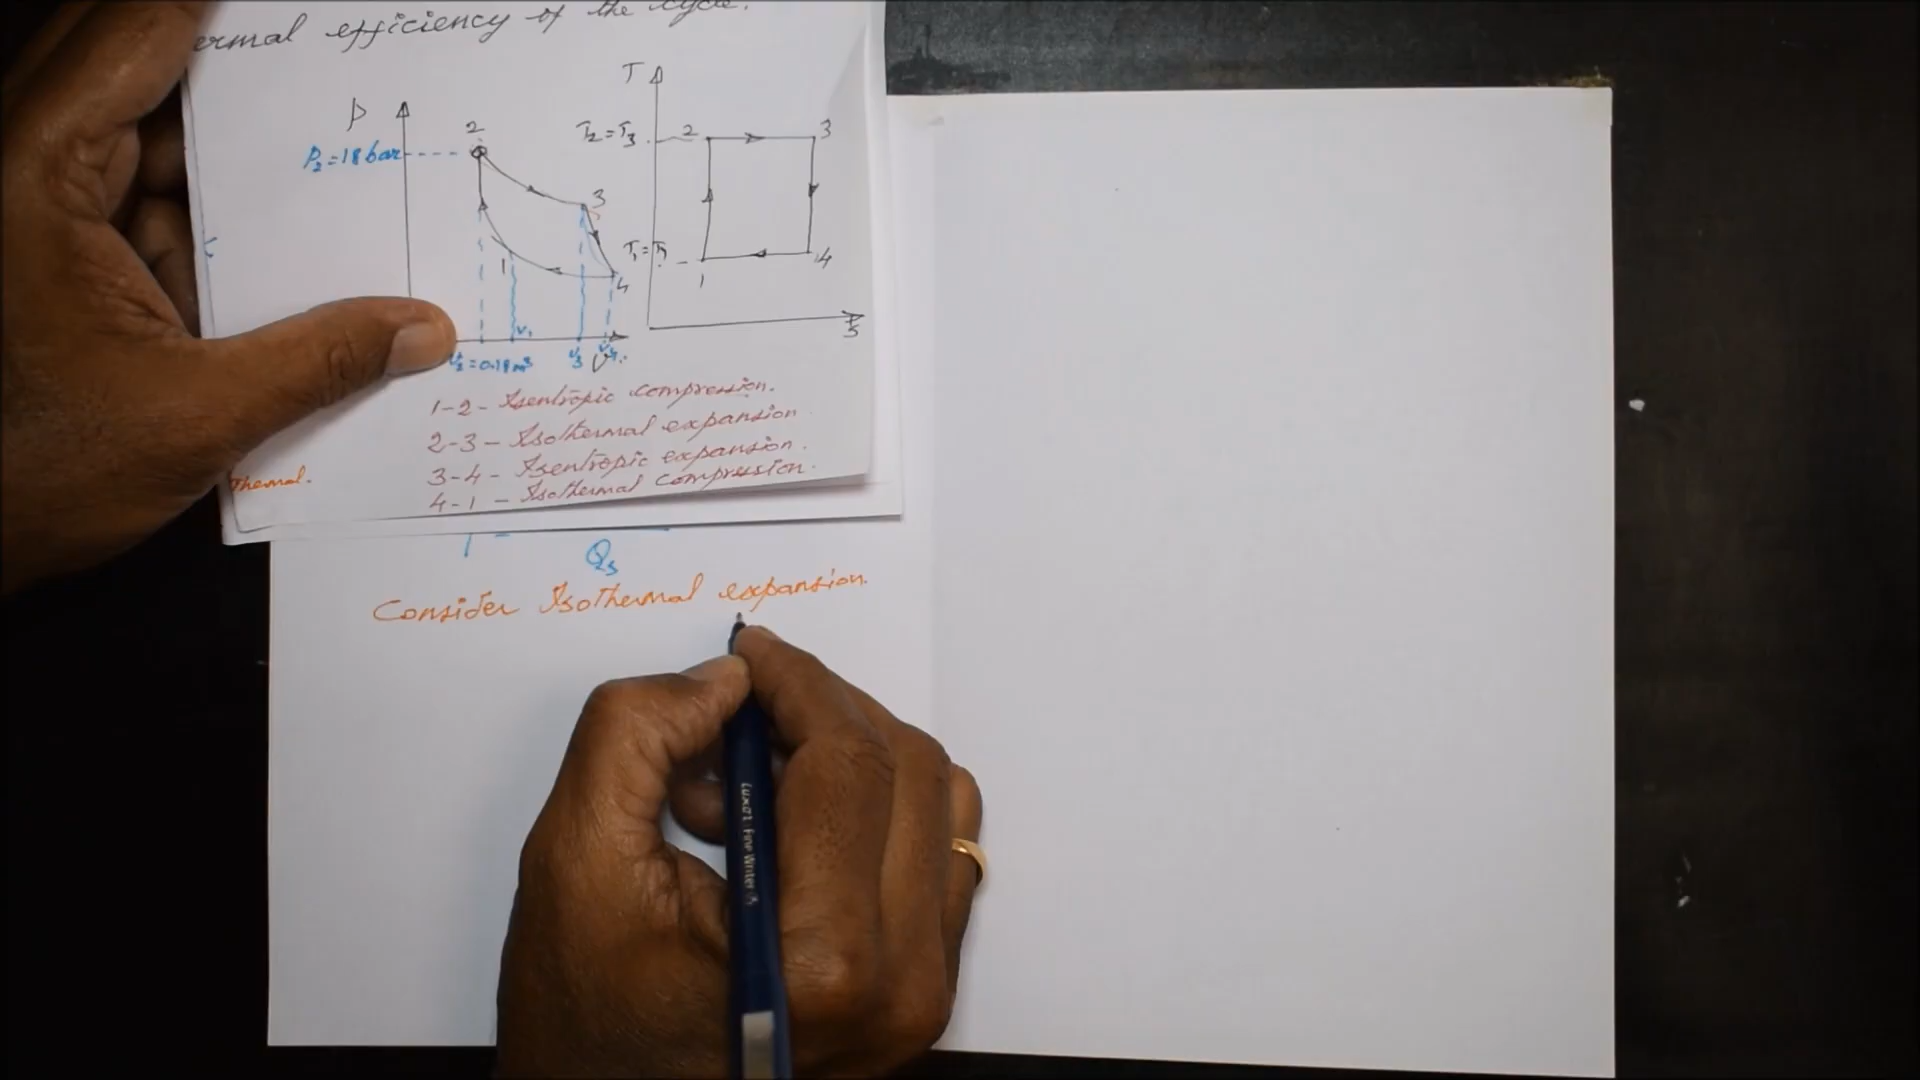 ermal efficiency of the cycle.
P
P2 = 18 bar
2
3
1
4
V1
V2 = 0.18 m³
V3
V4
V
T
T2 = T3
2
3
T1 = T4
1
4
S
1-2 - Isentropic compression.
2-3 - Isothermal expansion
3-4 - Isentropic expansion.
4-1 - Isothermal compression.
Thermal.
1 -
Qs
Consider Isothermal expansion.
Luxor Fine Writer